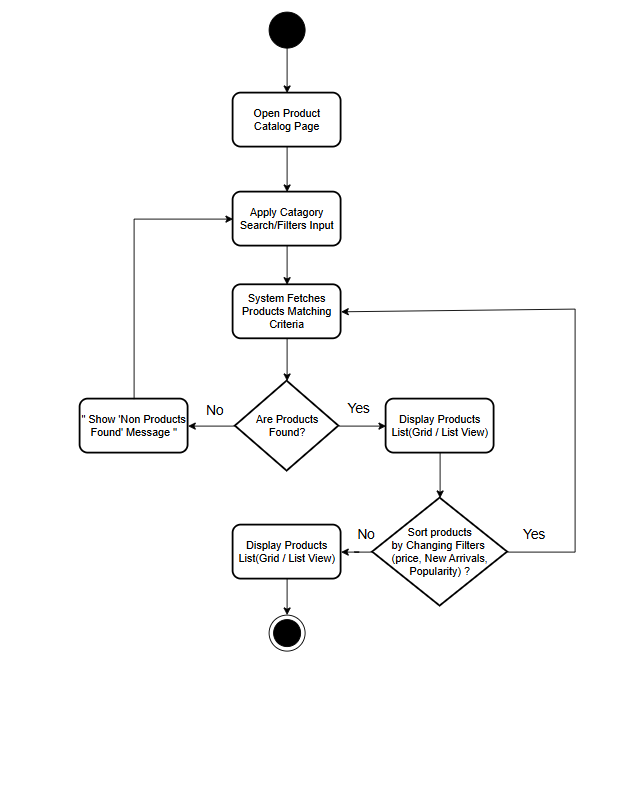 Open Product
Catalog Page
Apply Catagory
Search/Filters Input
System Fetches
Products Matching
Criteria
Are Products
Found?
No
Yes
" Show 'Non Products
Found' Message "
Display Products
List(Grid / List View)
Sort products
by Changing Filters
(price, New Arrivals,
Popularity) ?
No
Yes
Display Products
List(Grid / List View)